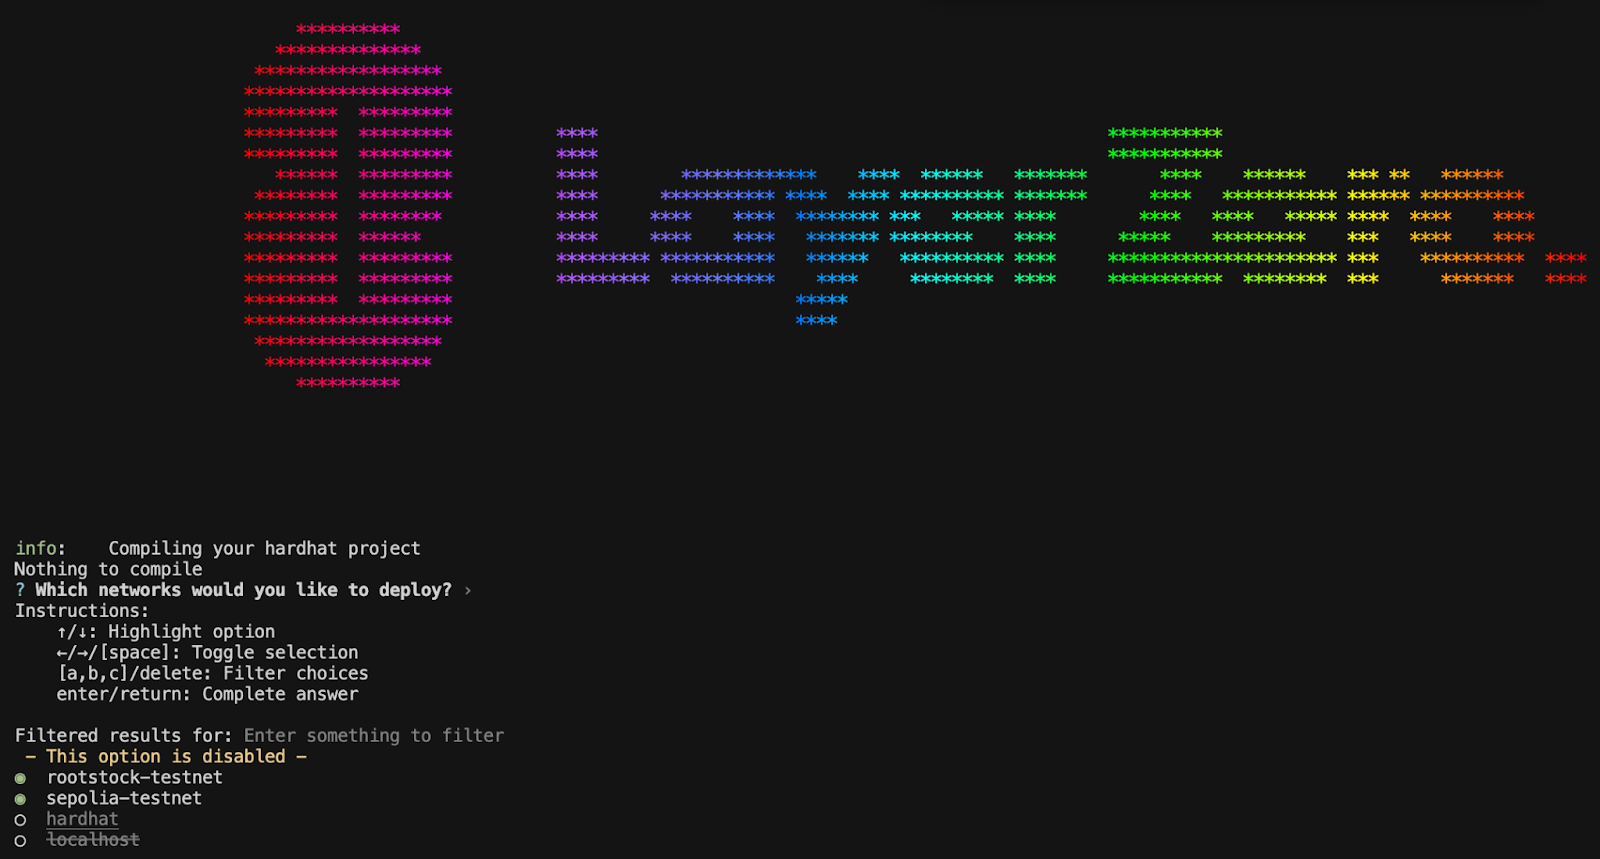 LayerZero
info:    Compiling your hardhat project
Nothing to compile
? Which networks would you like to deploy? ›
Instructions:
    ↑/↓: Highlight option
    ←/→/[space]: Toggle selection
    [a,b,c]/delete: Filter choices
    enter/return: Complete answer
Filtered results for: Enter something to filter
 - This option is disabled -
◉  rootstock-testnet
◉  sepolia-testnet
○  hardhat
○  localhost